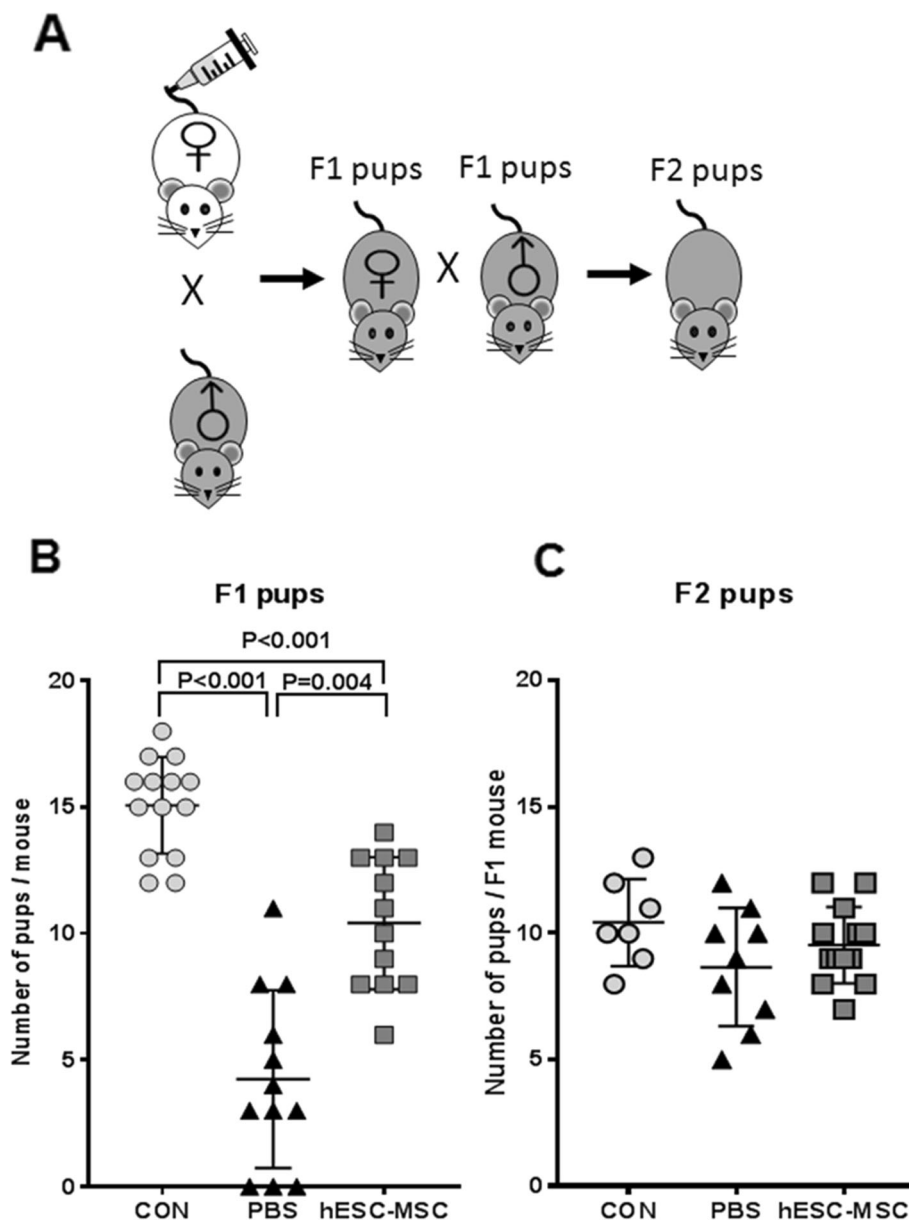 A
F1 pups
F1 pups
F2 pups
X
X
B
F1 pups
P<0.001
P<0.001
P=0.004
20
15
10
5
0
Number of pups / mouse
CON
PBS
hESC-MSC
C
F2 pups
20
15
10
5
0
Number of pups / F1 mouse
CON
PBS
hESC-MSC